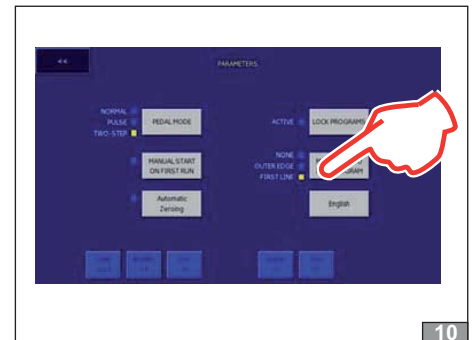 <<
PARAMETERS
NORMAL
PULSE
TWO-STEP
PEDAL MODE
ACTIVE
LOCK PROGRAMS
MANUAL START
ON FIRST RUN
NONE
OUTER EDGE
FIRST LINE
Automatic
Zeroing
English
10